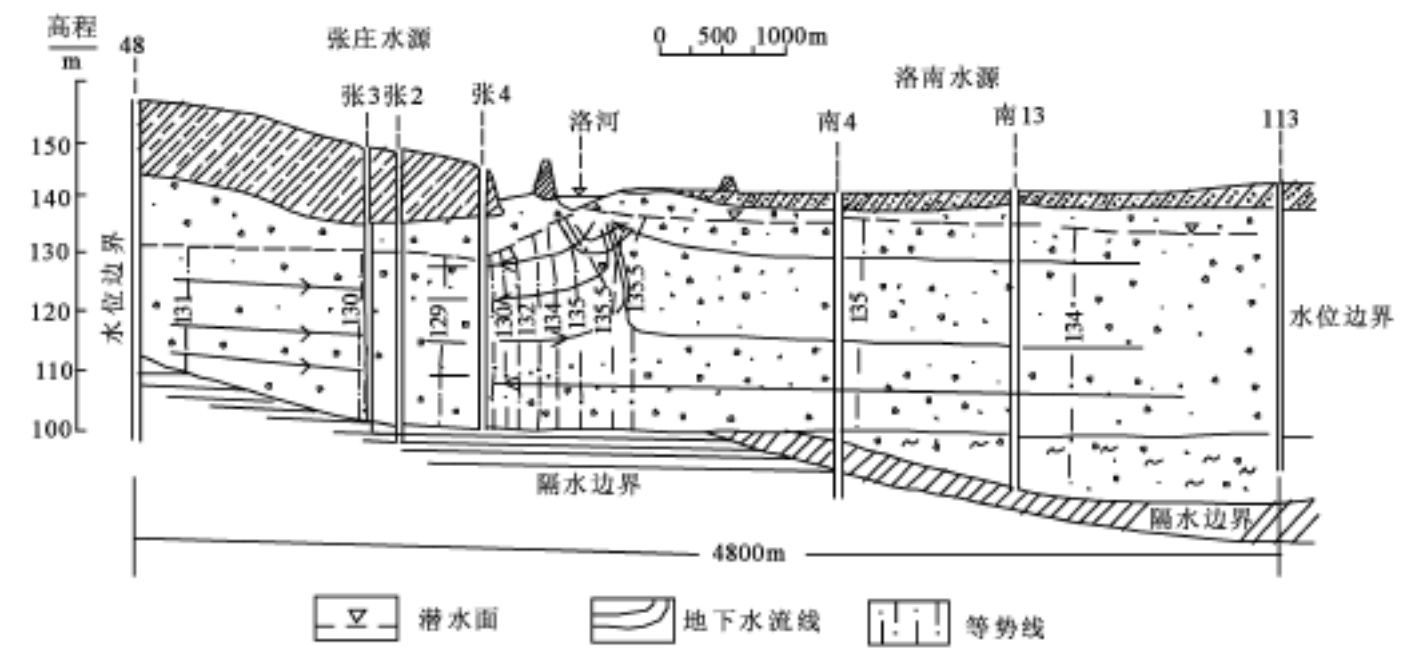 高程
m
48
张庄水源
0 500 1000m
洛南水源
张3 张2 张4
洛河
南4
南13
113
150
140
130
120
110
100
水位边界
131
130
129
130
132
134
135
135.5
135.5
135
134
水位边界
隔水边界
隔水边界
4800m
潜水面
地下水流线
等势线